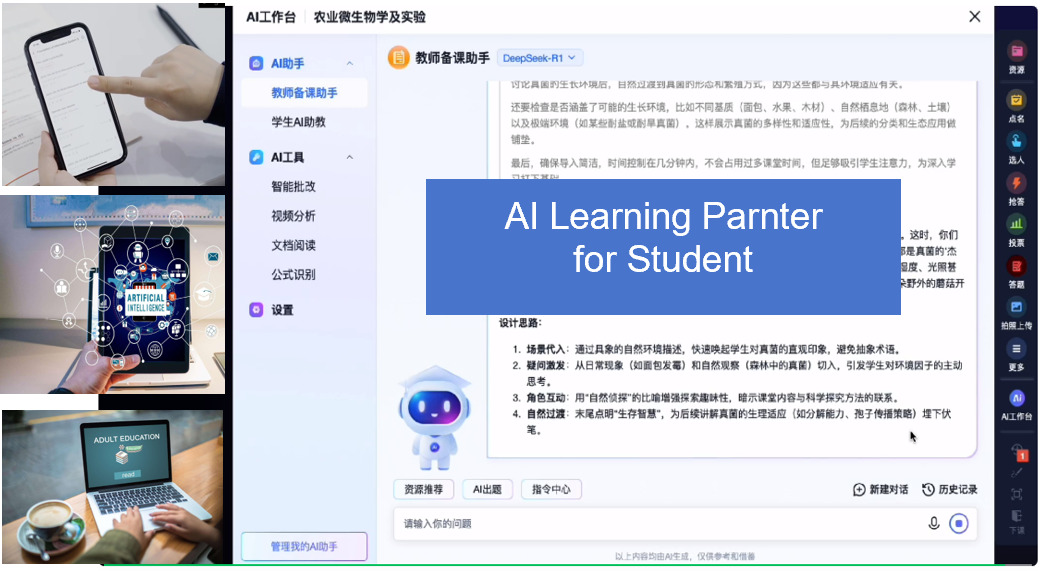 AI工作台
农业微生物学及实验
AI助手
教师备课助手
学生AI助教
AI工具
智能批改
视频分析
文档阅读
公式识别
设置
管理我的AI助手
教师备课助手
DeepSeek-R1
讨论真菌的生长环境后，自然过渡到真菌的形态和繁殖方式，因为这些都与其环境适应有关。
还要检查是否涵盖了可能的生长环境，比如不同基质（面包、水果、木材）、自然栖息地（森林、土壤）
以及极端环境（如某些耐盐或耐旱真菌）。这样展示真菌的多样性和适应性，为后续的分类和生态应用做
铺垫。
最后，确保导入简洁，时间控制在几分钟内，不会占用过多课堂时间，但足够吸引学生注意力，为深入学
AI Learning Parnter
for Student
。这时，你们
都是真菌的‘杰
湿度、光照甚
朵野外的蘑菇开
设计思路：
1. 场景代入：通过具象的自然环境描述，快速唤起学生对真菌的直观印象，避免抽象术语。
2. 疑问激发：从日常现象（如面包发霉）和自然观察（森林中的真菌）切入，引发学生对环境因子的主动
思考。
3. 角色互动：用“自然侦探”的比喻增强探索趣味性，暗示课堂内容与科学探究方法的联系。
4. 自然过渡：末尾点明“生存智慧”，为后续讲解真菌的生理适应（如分解能力、孢子传播策略）埋下伏
笔。
资源推荐
AI出题
指令中心
新建对话
历史记录
请输入你的问题
以上内容均由AI生成，仅供参考和借鉴
资源
点名
选人
抢答
投票
答题
拍照上传
更多
Ai
AI工作台
1
下课
ARTIFICIAL
INTELLIGENCE
ADULT EDUCATION
read